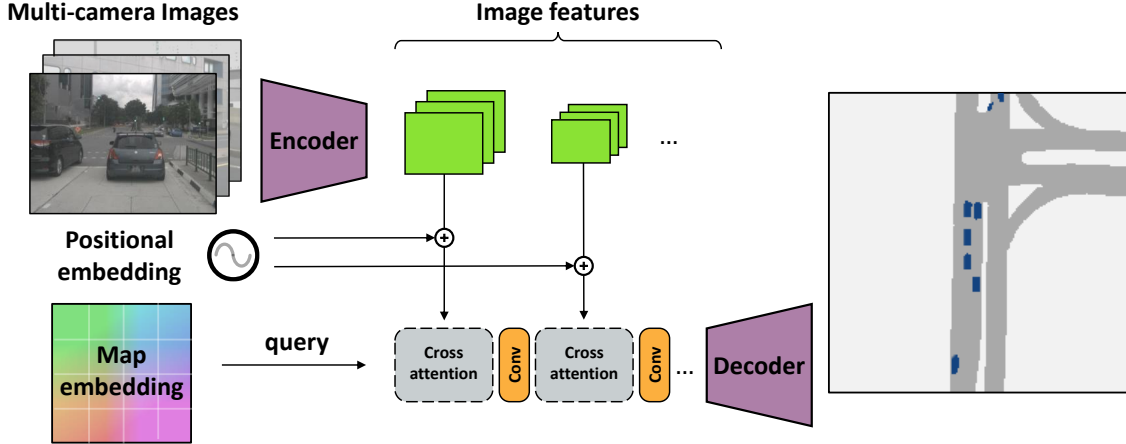 Multi-camera Images
Image features
Encoder
...
Positional
embedding
+
+
Map
embedding
query
Cross
attention
Conv
Cross
attention
Conv
...
Decoder